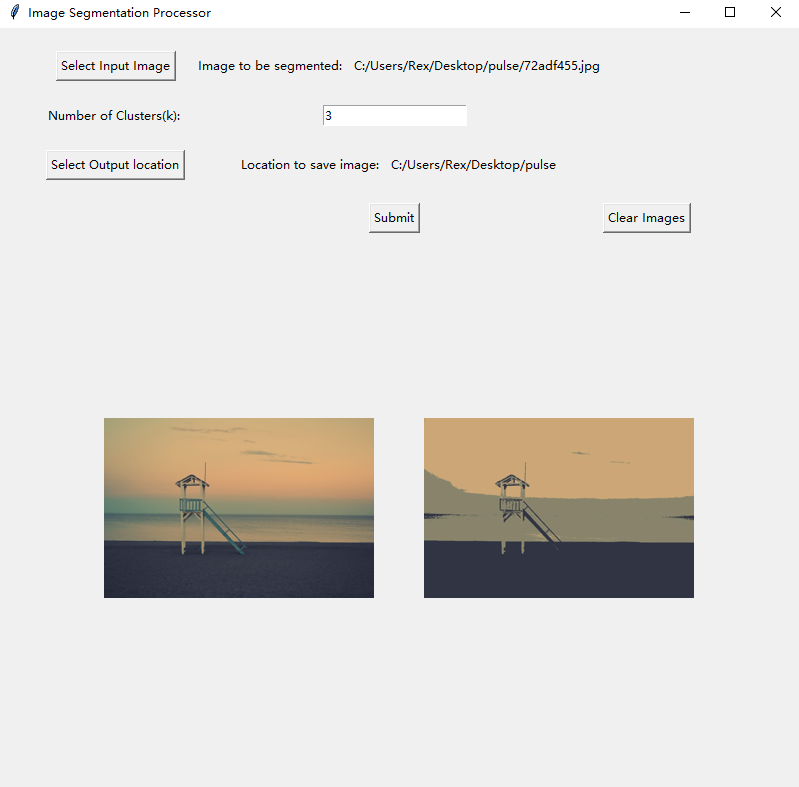 Image Segmentation Processor
Select Input Image Image to be segmented: C:/Users/Rex/Desktop/pulse/72adf455.jpg
Number of Clusters(k): 3
Select Output location Location to save image: C:/Users/Rex/Desktop/pulse
Submit Clear Images